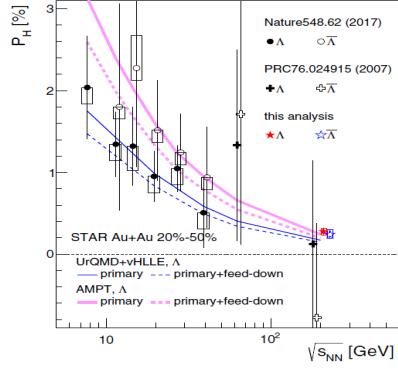 P_H [%]
3
2
1
0
Nature548.62 (2017)
Λ Λ̅
PRC76.024915 (2007)
Λ Λ̅
this analysis
Λ Λ̅
STAR Au+Au 20%-50%
UrQMD+vHLLE, Λ
primary primary+feed-down
AMPT, Λ
primary primary+feed-down
10 10²
√s_NN [GeV]